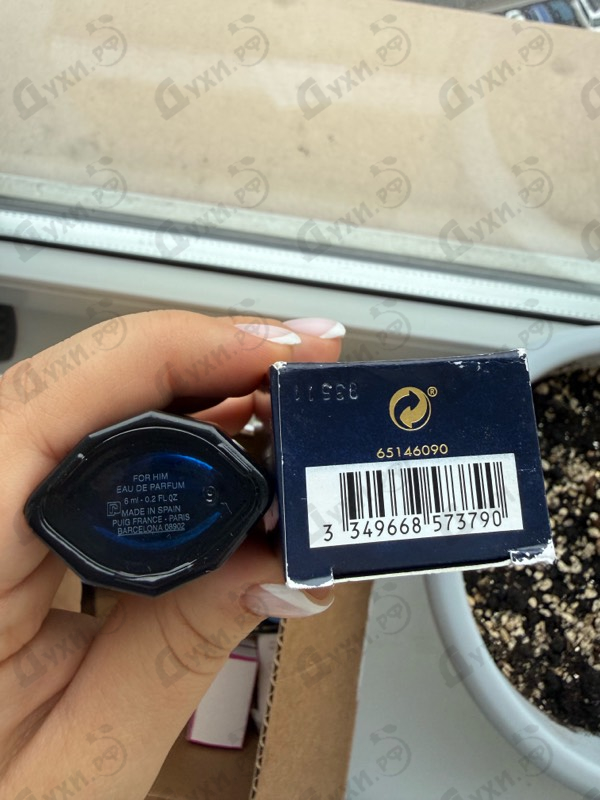 Духи.РФ
FOR HIM
EAU DE PARFUM
6 ml - 0.2 FL.OZ
MADE IN SPAIN
PUIG FRANCE - PARIS
BARCELONA 08902
®
65146090
3 349668 573790